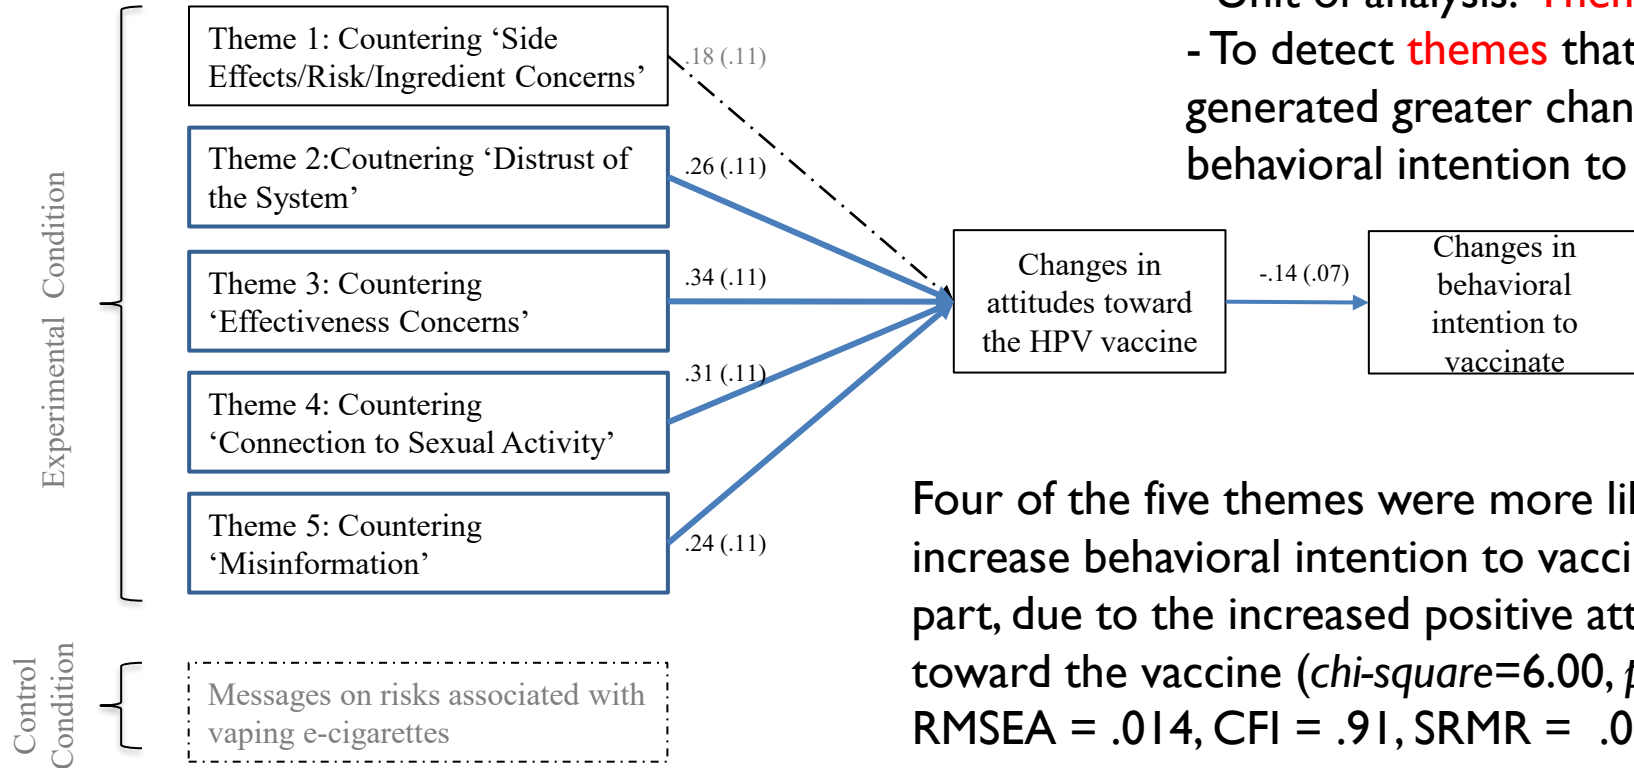 Experimental Condition
Theme 1: Countering ‘Side
Effects/Risk/Ingredient Concerns’
.18 (.11)
Theme 2:Coutnering ‘Distrust of
the System’
.26 (.11)
Theme 3: Countering
‘Effectiveness Concerns’
.34 (.11)
Theme 4: Countering
‘Connection to Sexual Activity’
.31 (.11)
Theme 5: Countering
‘Misinformation’
.24 (.11)
Control
Condition
Messages on risks associated with
vaping e-cigarettes
Changes in
attitudes toward
the HPV vaccine
-.14 (.07)
Changes in
behavioral
intention to
vaccinate
Unit of analysis:
- To detect themes that
generated greater
behavioral intention to
Four of the five themes were more
increase behavioral intention to
part, due to the increased positive
toward the vaccine (chi-square=6.00,
RMSEA = .014, CFI = .91, SRMR =